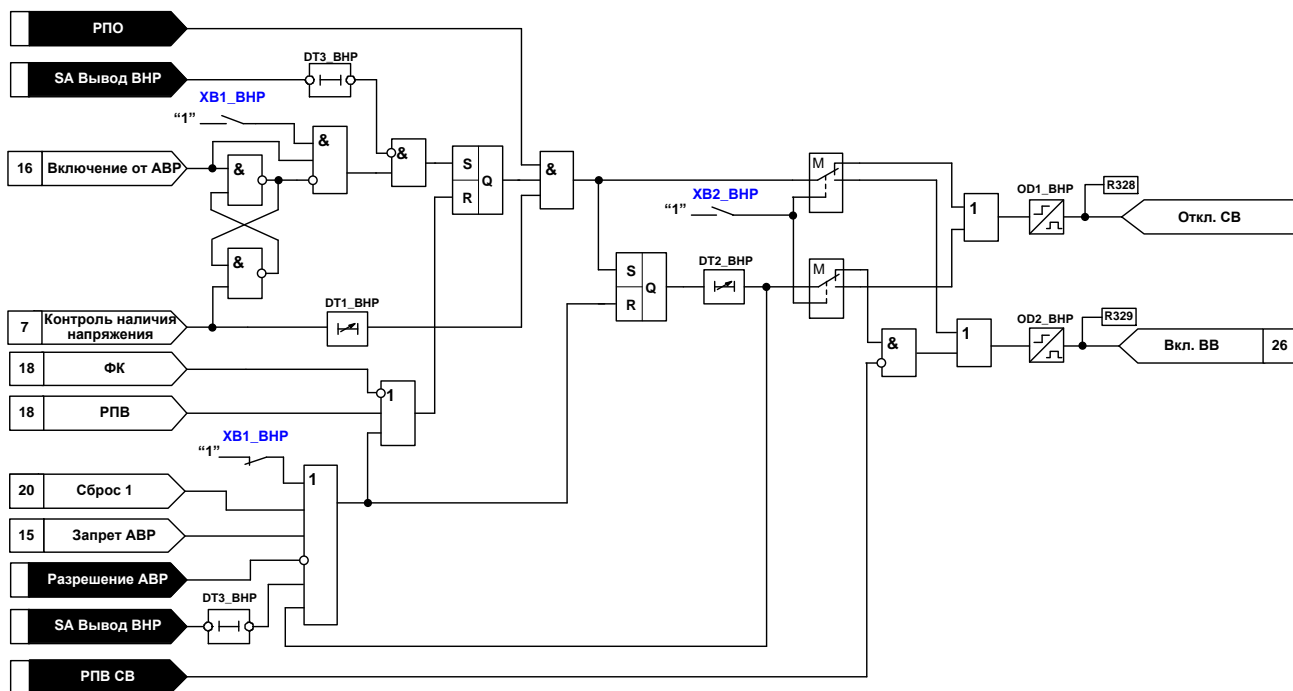 РПО
SA Вывод ВНР
DT3_ВНР
XB1_ВНР
“1”
&
&
16 Включение от АВР
&
&
S
R
Q
&
7 Контроль наличия
напряжения
DT1_ВНР
18 ФК
18 РПВ
1
XB1_ВНР
“1”
1
20 Сброс 1
15 Запрет АВР
Разрешение АВР
SA Вывод ВНР
DT3_ВНР
РПВ СВ
S
R
Q
DT2_ВНР
XB2_ВНР
“1”
M
M
&
1
1
OD1_ВНР
R328
Откл. СВ
OD2_ВНР
R329
Вкл. ВВ 26